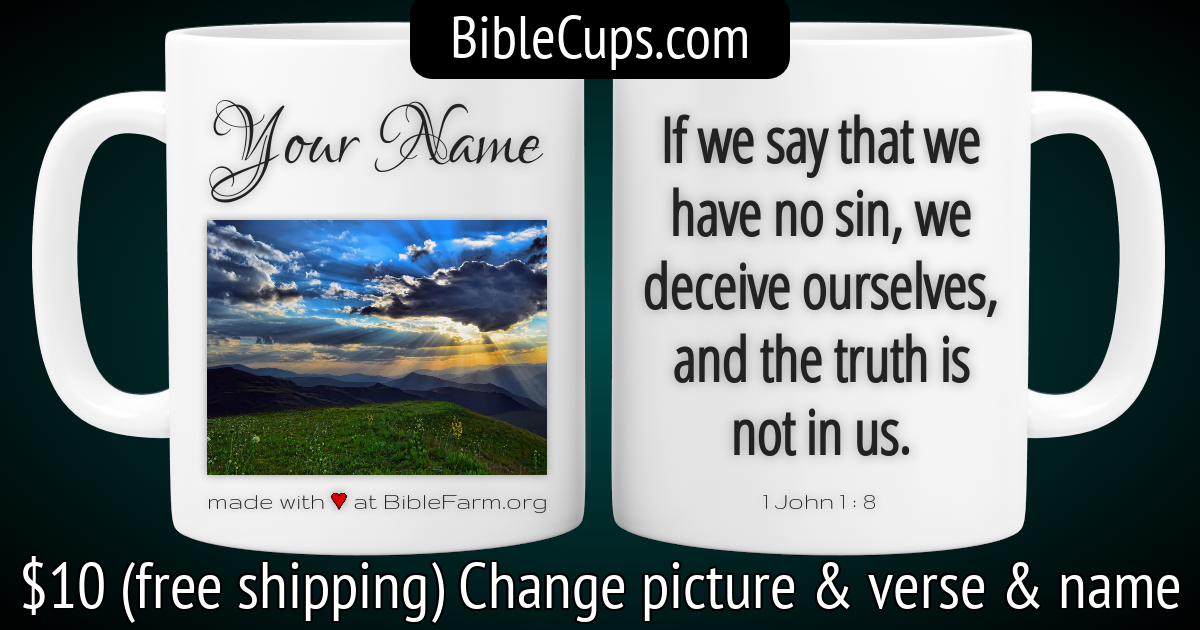 BibleCups.com
Your Name
made with ♥ at BibleFarm.org
If we say that we
have no sin, we
deceive ourselves,
and the truth is
not in us.
1 John 1 : 8
$10 (free shipping) Change picture & verse & name